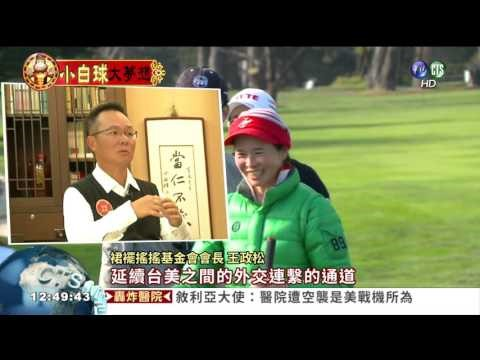 小白球大夢想
HD
當仁不
89
裙襬搖搖基金會會長 王政松
延續台美之間的外交連繫的通道
12:49:43
轟炸醫院
敘利亞大使：醫院遭空襲是美戰機所為